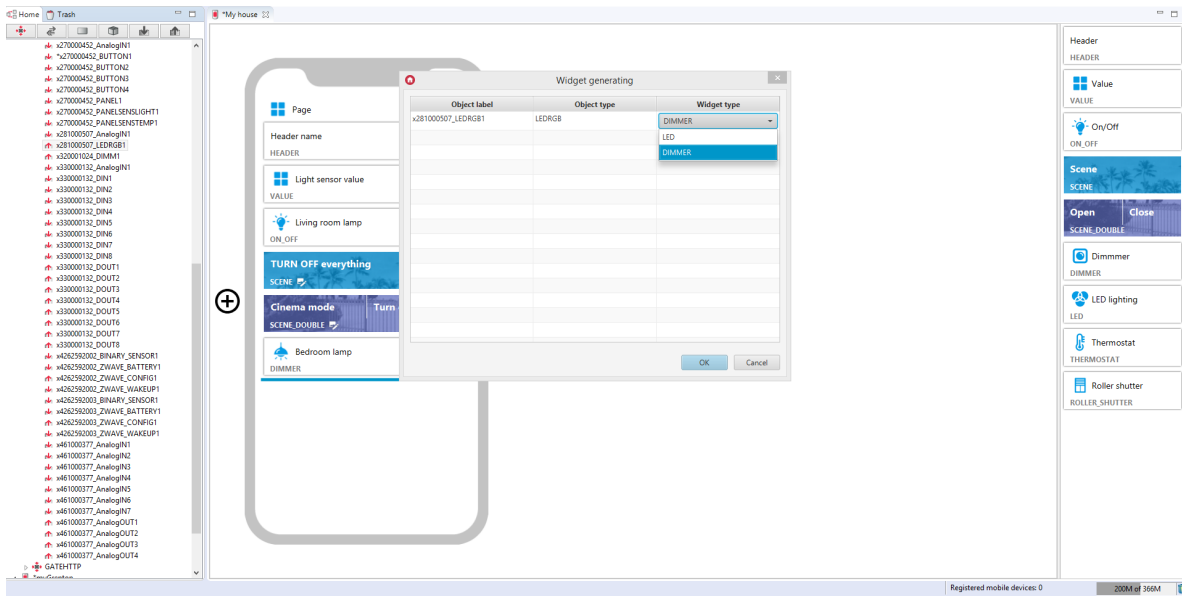 Home
Trash
*My house
x270000452_AnalogIN1
*x270000452_BUTTON1
x270000452_BUTTON2
x270000452_BUTTON3
x270000452_BUTTON4
x270000452_PANEL1
x270000452_PANELSENSLIGHT1
x270000452_PANELSENSTEMP1
x281000507_AnalogIN1
x281000507_LEDRGB1
x320001024_DIMM1
x330000132_AnalogIN1
x330000132_DIN1
x330000132_DIN2
x330000132_DIN3
x330000132_DIN4
x330000132_DIN5
x330000132_DIN6
x330000132_DIN7
x330000132_DIN8
x330000132_DOUT1
x330000132_DOUT2
x330000132_DOUT3
x330000132_DOUT4
x330000132_DOUT5
x330000132_DOUT6
x330000132_DOUT7
x330000132_DOUT8
x4262592002_BINARY_SENSOR1
x4262592002_ZWAVE_BATTERY1
x4262592002_ZWAVE_CONFIG1
x4262592002_ZWAVE_WAKEUP1
x4262592003_BINARY_SENSOR1
x4262592003_ZWAVE_BATTERY1
x4262592003_ZWAVE_CONFIG1
x4262592003_ZWAVE_WAKEUP1
x461000377_AnalogIN1
x461000377_AnalogIN2
x461000377_AnalogIN3
x461000377_AnalogIN4
x461000377_AnalogIN5
x461000377_AnalogIN6
x461000377_AnalogIN7
x461000377_AnalogOUT1
x461000377_AnalogOUT2
x461000377_AnalogOUT3
x461000377_AnalogOUT4
GATEHTTP
Page
Header name
HEADER
Light sensor value
VALUE
Living room lamp
ON_OFF
TURN OFF everything
SCENE
Cinema mode Turn
SCENE_DOUBLE
Bedroom lamp
DIMMER
Widget generating
Object label Object type Widget type
x281000507_LEDRGB1 LEDRGB DIMMER
LED
DIMMER
OK Cancel
Header
HEADER
Value
VALUE
On/Off
ON_OFF
Scene
SCENE
Open Close
SCENE_DOUBLE
Dimmmer
DIMMER
LED lighting
LED
Thermostat
THERMOSTAT
Roller shutter
ROLLER_SHUTTER
Registered mobile devices: 0
200M of 366M